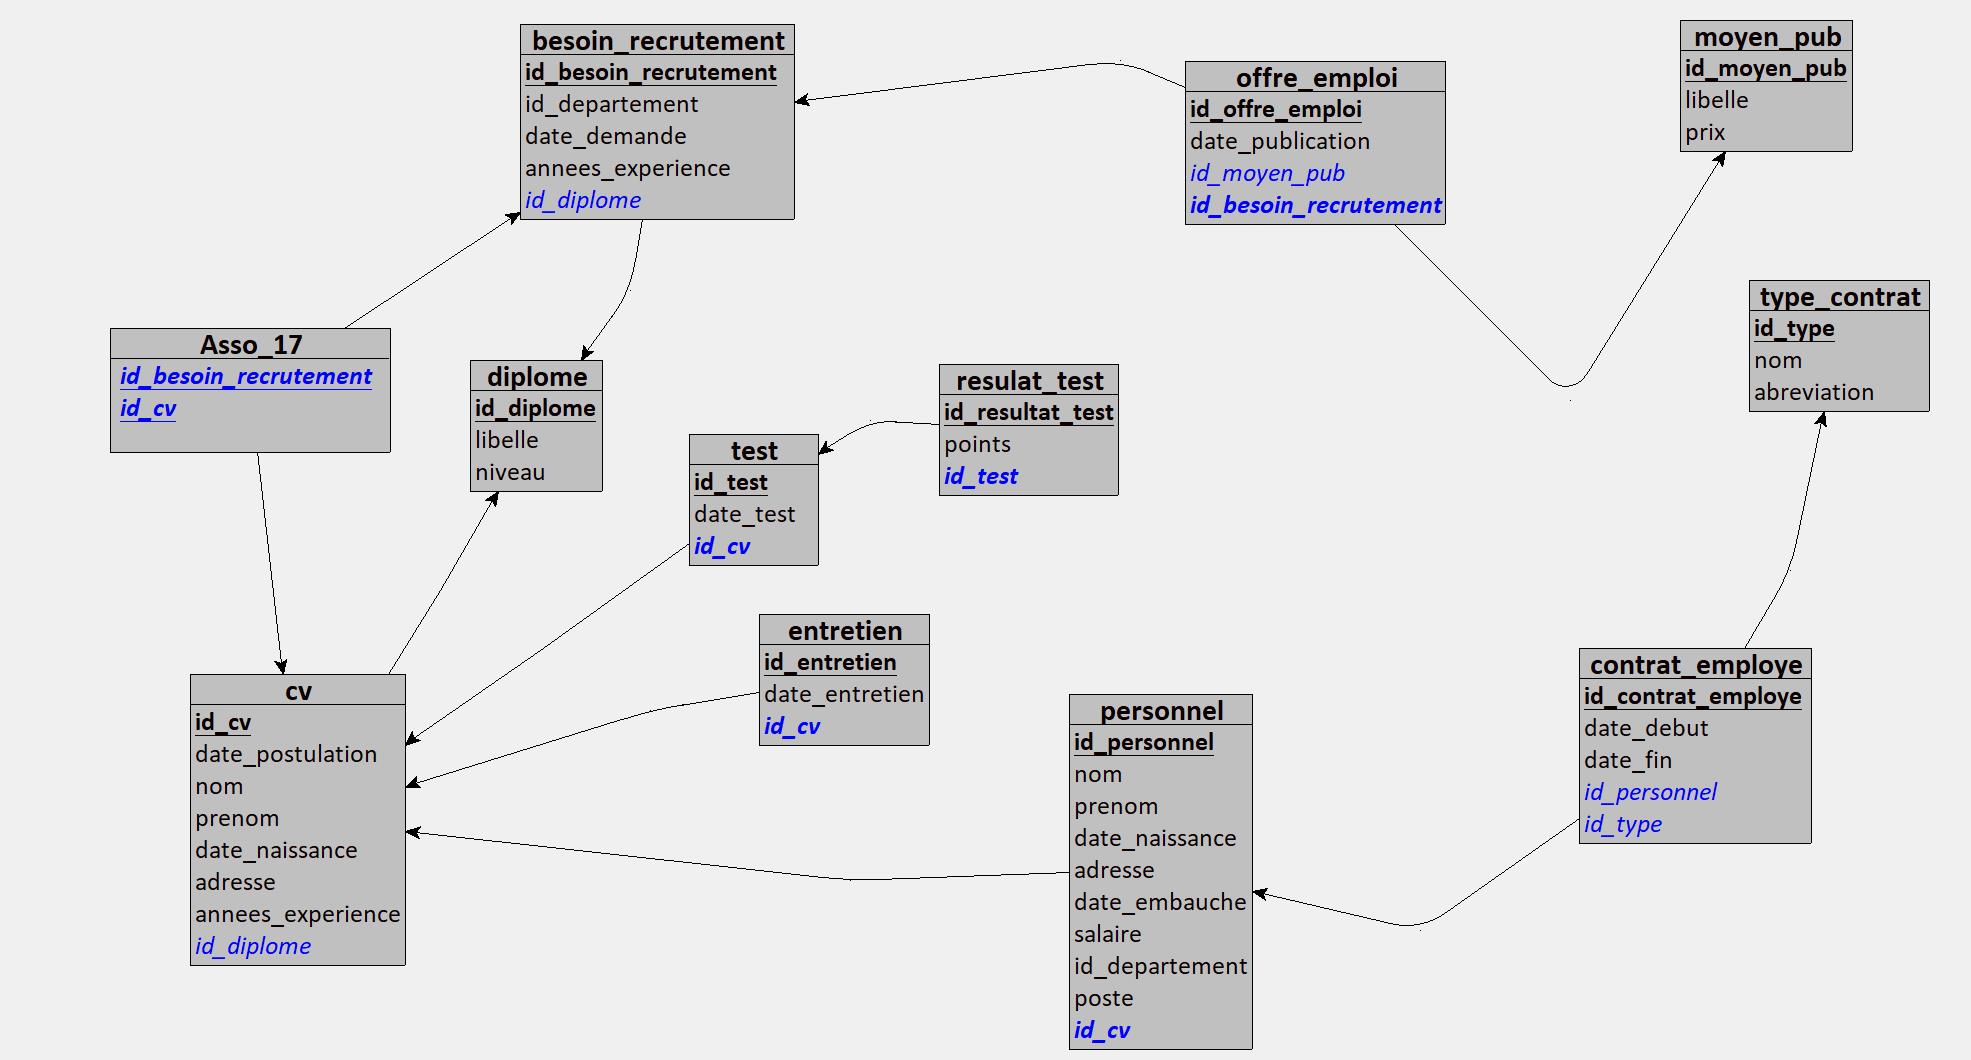 besoin_recrutement
id_besoin_recrutement
id_departement
date_demande
annees_experience
id_diplome
offre_emploi
id_offre_emploi
date_publication
id_moyen_pub
id_besoin_recrutement
moyen_pub
id_moyen_pub
libelle
prix
type_contrat
id_type
nom
abreviation
Asso_17
id_besoin_recrutement
id_cv
diplome
id_diplome
libelle
niveau
resulat_test
id_resultat_test
points
id_test
test
id_test
date_test
id_cv
entretien
id_entretien
date_entretien
id_cv
cv
id_cv
date_postulation
nom
prenom
date_naissance
adresse
annees_experience
id_diplome
personnel
id_personnel
nom
prenom
date_naissance
adresse
date_embauche
salaire
id_departement
poste
id_cv
contrat_employe
id_contrat_employe
date_debut
date_fin
id_personnel
id_type